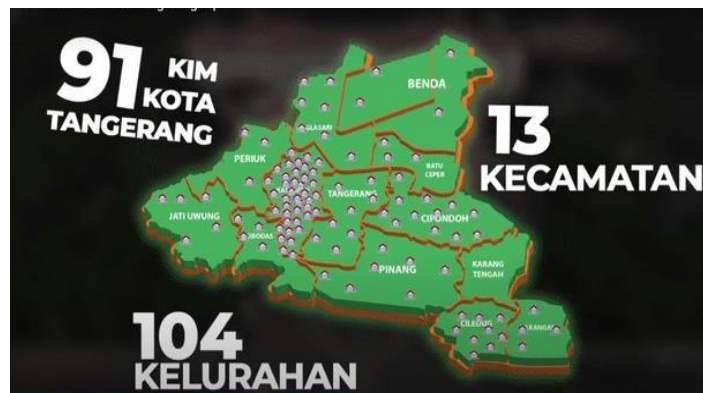 91 KIM
KOTA
TANGERANG
13
KECAMATAN
BENDA
PERIUK
BATU
CEPER
TANGERANG
JATI UWUNG
CIPONDOH
PINANG
KARANG
TENGAH
CILEDUG
104
KELURAHAN